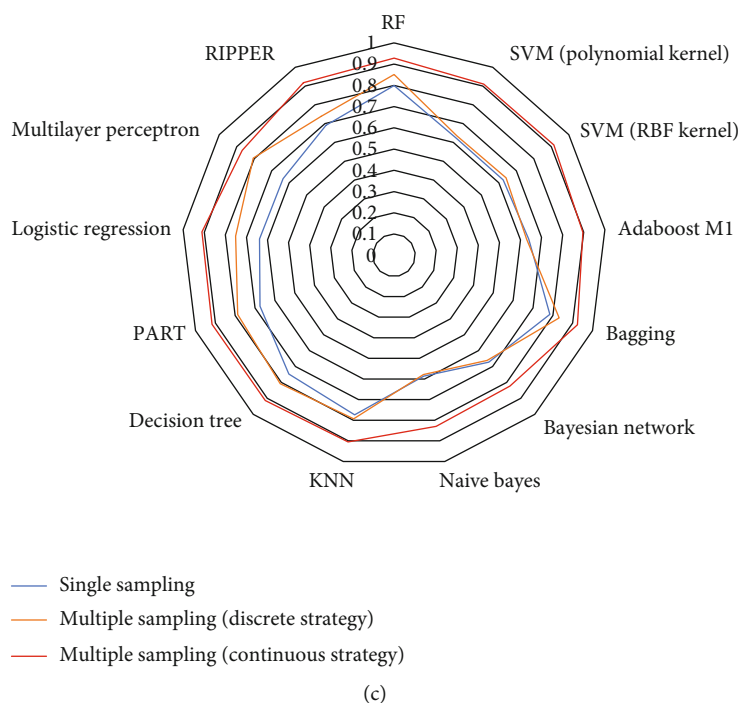 RF
SVM (polynomial kernel)
SVM (RBF kernel)
Adaboost M1
Bagging
Bayesian network
Naive bayes
KNN
Decision tree
PART
Logistic regression
Multilayer perceptron
RIPPER
1
0.9
0.8
0.7
0.6
0.5
0.4
0.3
0.2
0.1
0
Single sampling
Multiple sampling (discrete strategy)
Multiple sampling (continuous strategy)
(c)